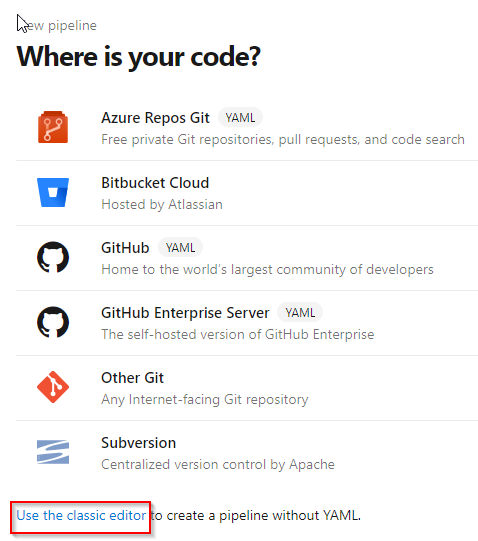 New pipeline
Where is your code?
Azure Repos Git YAML
Free private Git repositories, pull requests, and code search
Bitbucket Cloud
Hosted by Atlassian
GitHub YAML
Home to the world's largest community of developers
GitHub Enterprise Server YAML
The self-hosted version of GitHub Enterprise
Other Git
Any Internet-facing Git repository
Subversion
Centralized version control by Apache
Use the classic editor to create a pipeline without YAML.